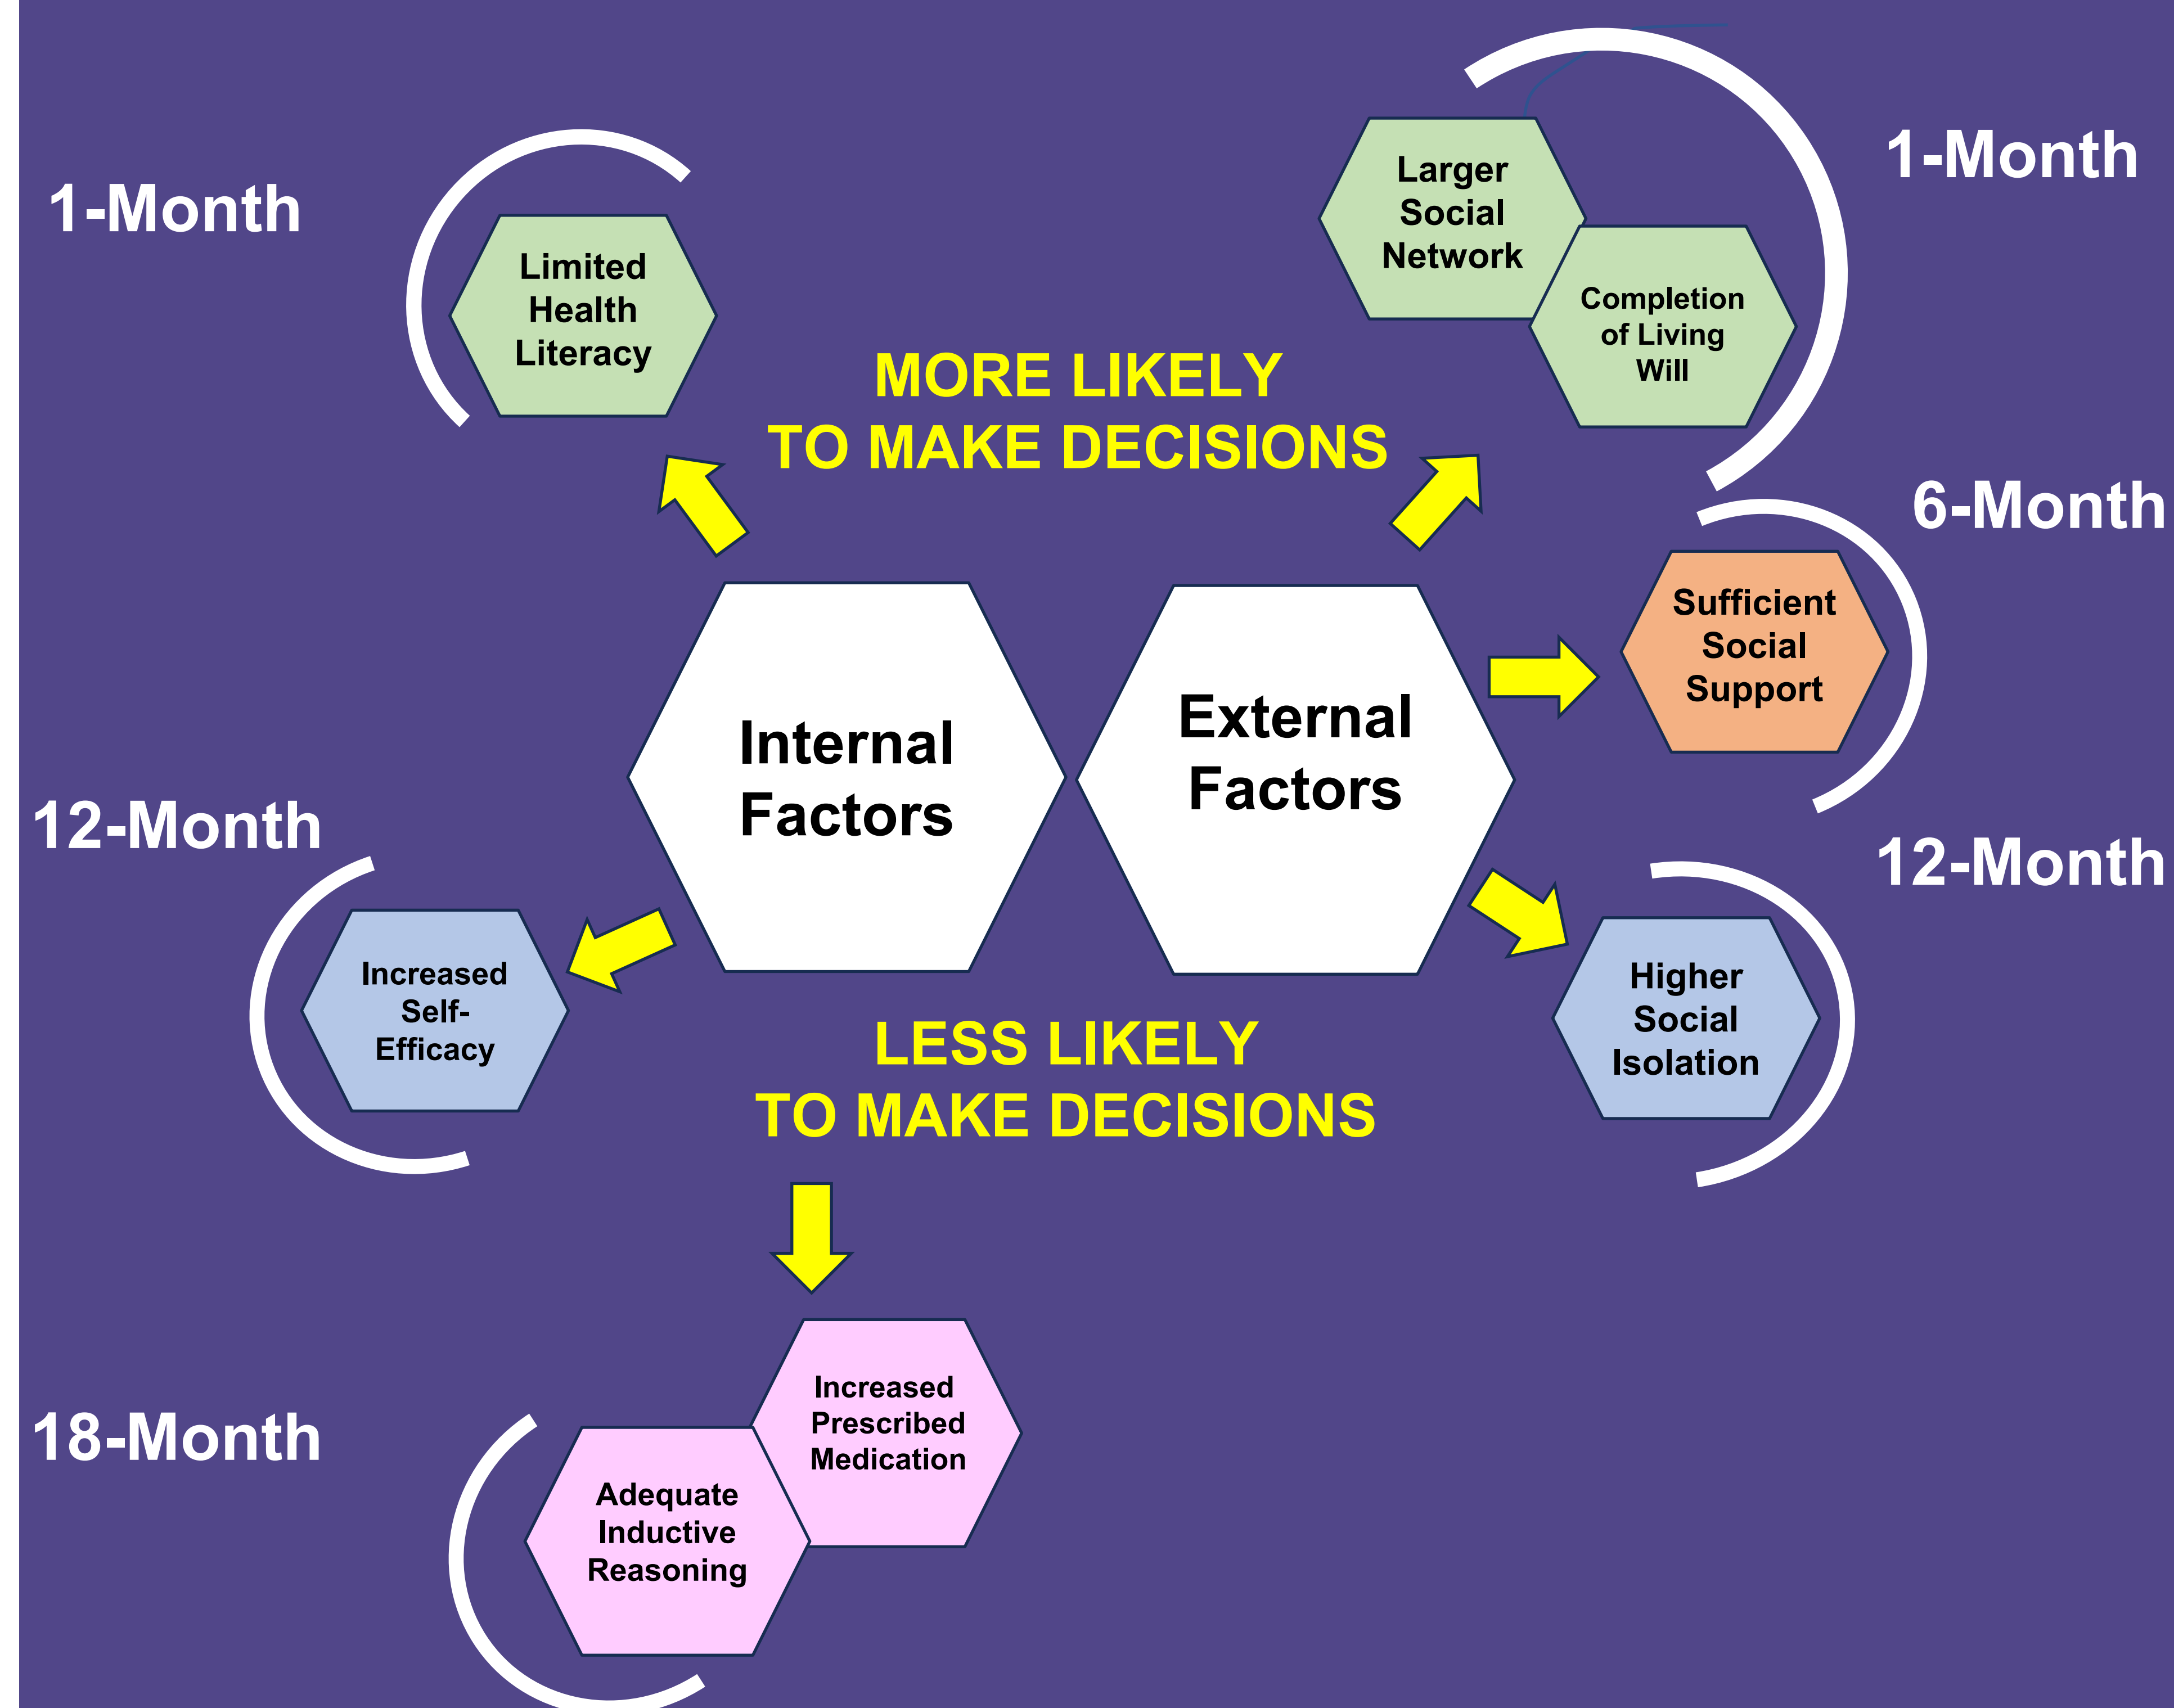 1-Month
Limited
Health
Literacy
Larger
Social
Network
Completion
of Living
Will
1-Month
MORE LIKELY
TO MAKE DECISIONS
6-Month
Sufficient
Social
Support
Internal
Factors
External
Factors
12-Month
Increased
Self-
Efficacy
12-Month
Higher
Social
Isolation
LESS LIKELY
TO MAKE DECISIONS
18-Month
Increased
Prescribed
Medication
Adequate
Inductive
Reasoning